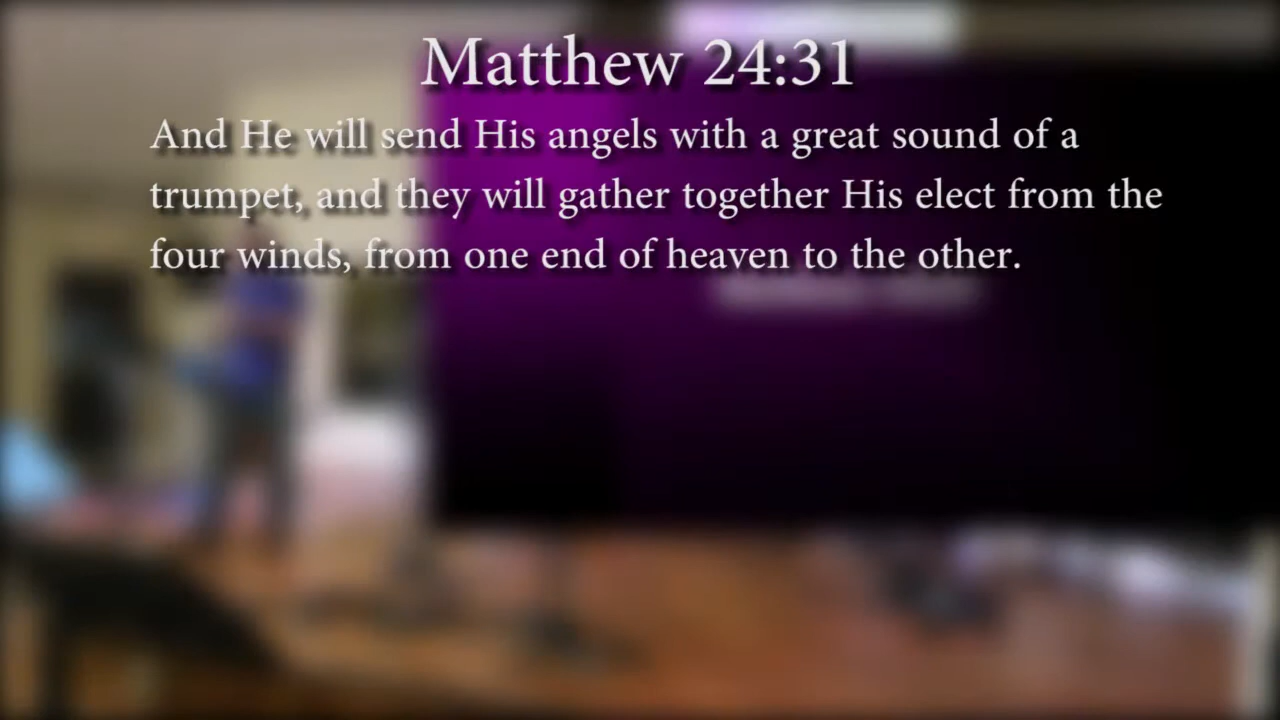 Matthew 24:31
And He will send His angels with a great sound of a
trumpet, and they will gather together His elect from the
four winds, from one end of heaven to the other.